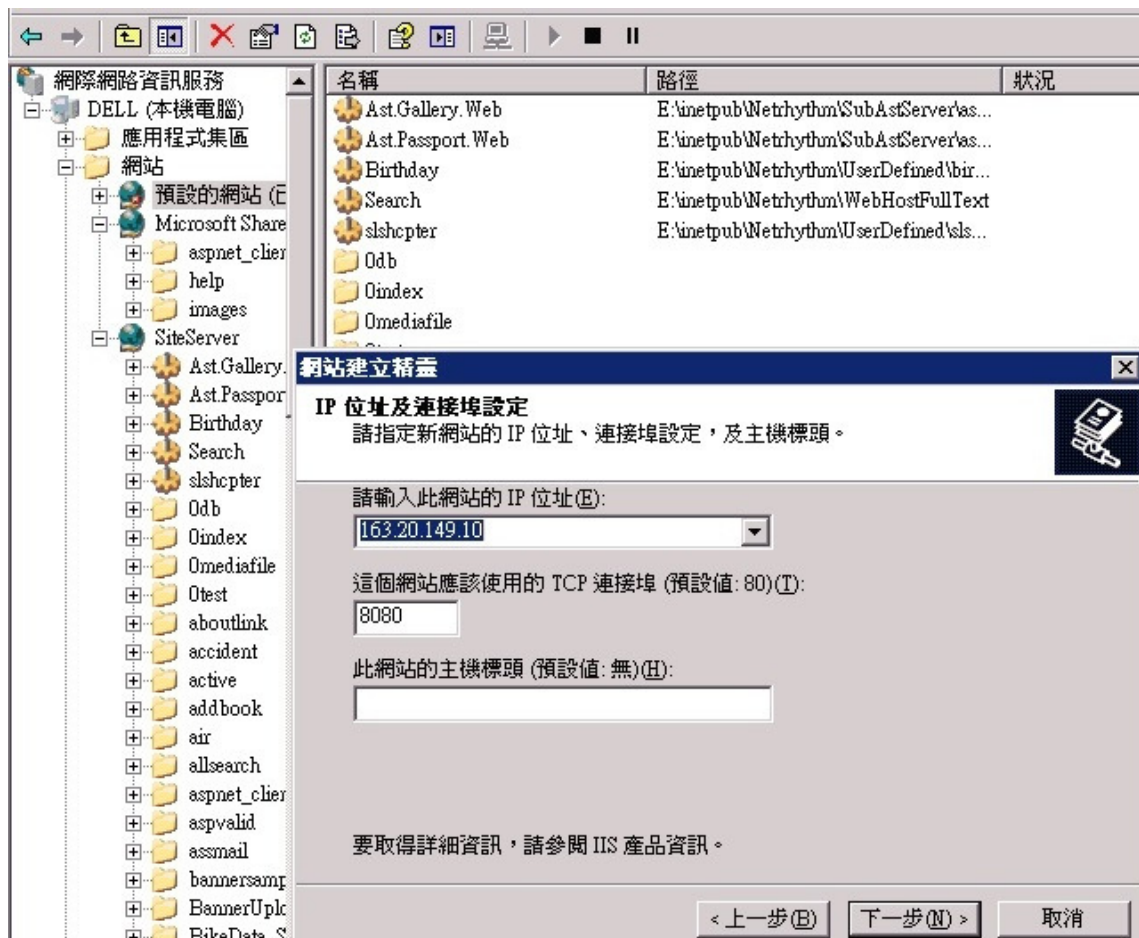 網際網路資訊服務
DELL (本機電腦)
應用程式集區
網站
預設的網站 (已
Microsoft Share
aspnet_clier
help
images
SiteServer
Ast.Gallery.
Ast.Passpor
Birthday
Search
slshcpter
0db
0index
0mediafile
0test
aboutlink
accident
active
addbook
air
allsearch
aspnet_clier
aspvalid
assmail
bannersamp
BannerUplc
BikeData_S
名稱 路徑 狀況
Ast.Gallery.Web E:\inetpub\Netrhythm\SubAstServer\as...
Ast.Passport.Web E:\inetpub\Netrhythm\SubAstServer\as...
Birthday E:\inetpub\Netrhythm\UserDefined\bir...
Search E:\inetpub\Netrhythm\WebHostFullText
slshcpter E:\inetpub\Netrhythm\UserDefined\sls...
0db
0index
0mediafile
網站建立精靈
IP 位址及連接埠設定
請指定新網站的 IP 位址、連接埠設定，及主機標頭。
請輸入此網站的 IP 位址(E):
163.20.149.10
這個網站應該使用的 TCP 連接埠 (預設值: 80)(T):
8080
此網站的主機標頭 (預設值: 無)(H):
要取得詳細資訊，請參閱 IIS 產品資訊。
< 上一步(B) 下一步(N) > 取消